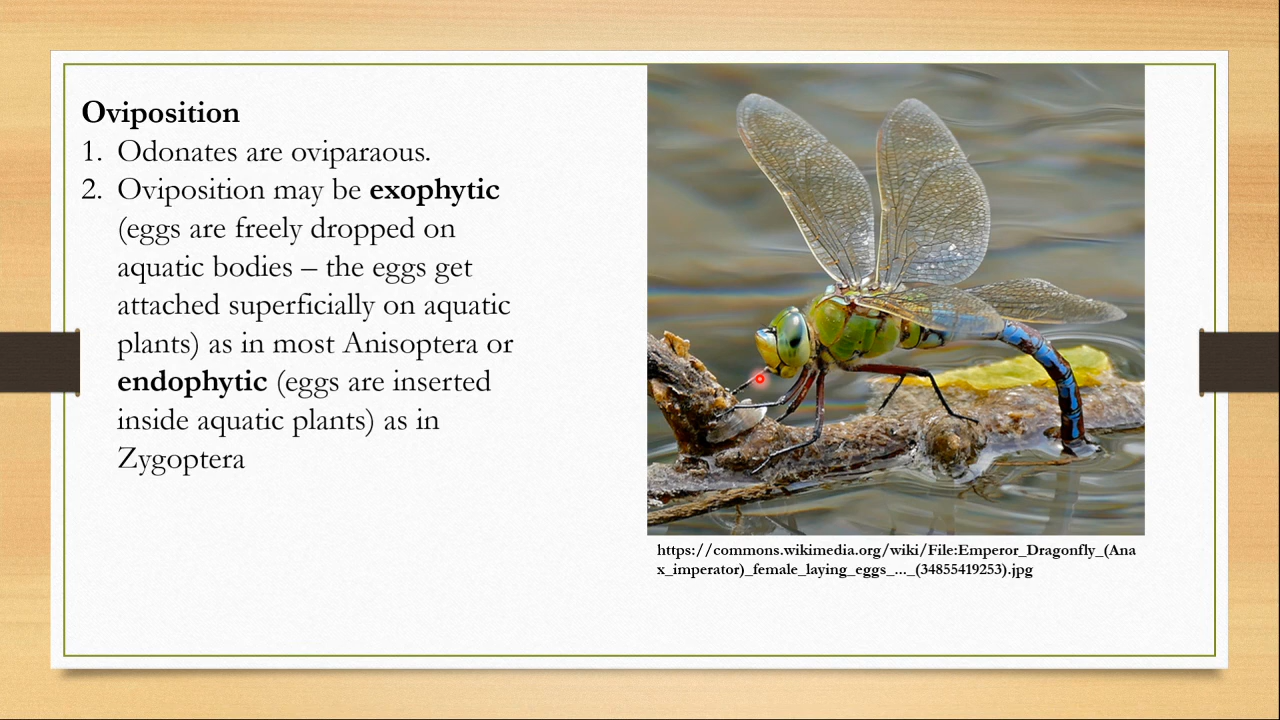 Oviposition
1. Odonates are oviparaous.
2. Oviposition may be exophytic
(eggs are freely dropped on
aquatic bodies – the eggs get
attached superficially on aquatic
plants) as in most Anisoptera or
endophytic (eggs are inserted
inside aquatic plants) as in
Zygoptera
https://commons.wikimedia.org/wiki/File:Emperor_Dragonfly_(Ana
x_imperator)_female_laying_eggs_..._(34855419253).jpg